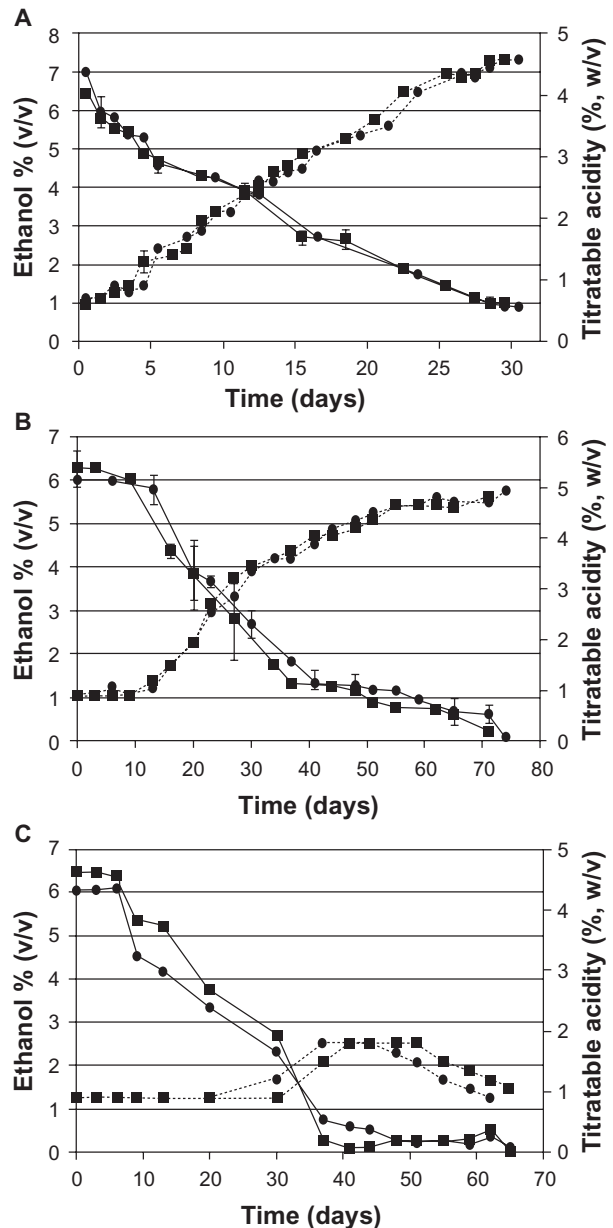 A
Ethanol % (v/v)
8
7
6
5
4
3
2
1
0
0 5 10 15 20 25 30
Time (days)
5
4
3
2
1
0
Titratable acidity (%, w/v)
B
Ethanol % (v/v)
7
6
5
4
3
2
1
0
0 10 20 30 40 50 60 70 80
Time (days)
6
5
4
3
2
1
0
Titratable acidity (%, w/v)
C
Ethanol % (v/v)
7
6
5
4
3
2
1
0
0 10 20 30 40 50 60 70
Time (days)
5
4
3
2
1
0
Titratable acidity (%, w/v)